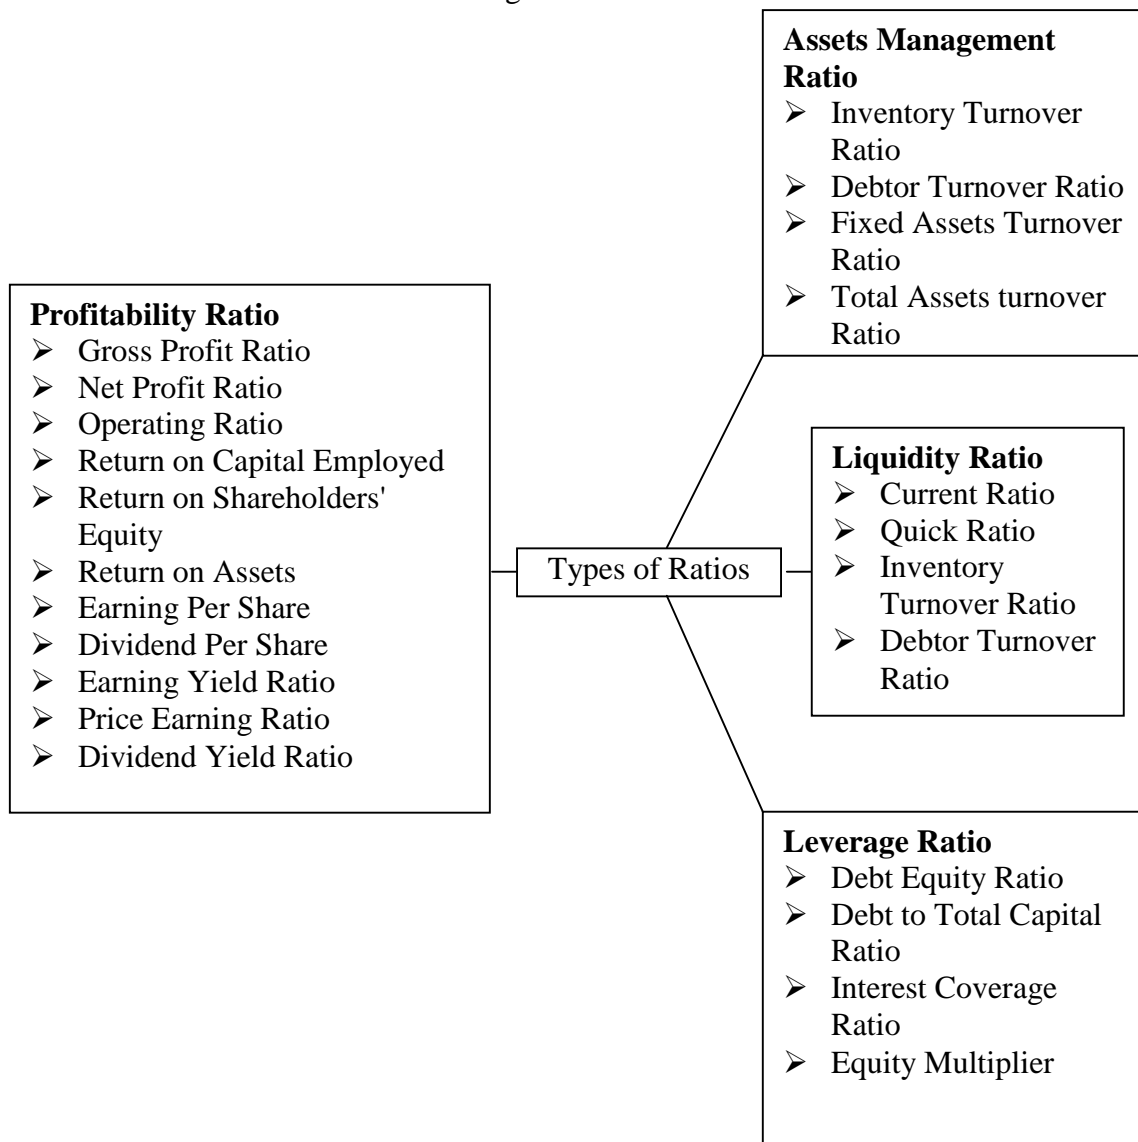 Assets Management
Ratio
➢ Inventory Turnover
Ratio
➢ Debtor Turnover Ratio
➢ Fixed Assets Turnover
Ratio
➢ Total Assets turnover
Ratio
Profitability Ratio
➢ Gross Profit Ratio
➢ Net Profit Ratio
➢ Operating Ratio
➢ Return on Capital Employed
➢ Return on Shareholders'
Equity
➢ Return on Assets
➢ Earning Per Share
➢ Dividend Per Share
➢ Earning Yield Ratio
➢ Price Earning Ratio
➢ Dividend Yield Ratio
Types of Ratios
Liquidity Ratio
➢ Current Ratio
➢ Quick Ratio
➢ Inventory
Turnover Ratio
➢ Debtor Turnover
Ratio
Leverage Ratio
➢ Debt Equity Ratio
➢ Debt to Total Capital
Ratio
➢ Interest Coverage
Ratio
➢ Equity Multiplier